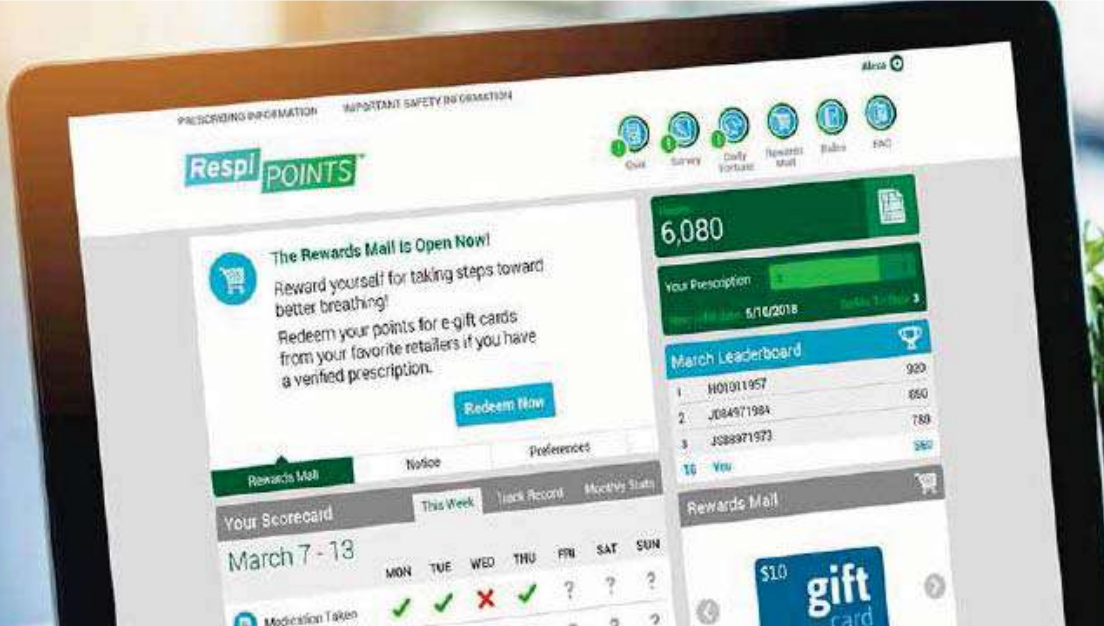 Alexa
PRESCRIBING INFORMATION IMPORTANT SAFETY INFORMATION
Respi POINTS
Quiz Survey Daily Fortune Rewards Mall Rules FAQ
The Rewards Mall is Open Now!
Reward yourself for taking steps toward
better breathing!
Redeem your points for e-gift cards
from your favorite retailers if you have
a verified prescription.
Redeem Now
Rewards Mall Notice Preferences
6,080
Your Prescription
5/16/2018 3
March Leaderboard
1 HO1011957 920
2 JD84971984 850
3 JS88971973 780
16 You 560
Rewards Mall
$10 gift
card
Your Scorecard This Week Track Record Monthly Stats
March 7 - 13
MON TUE WED THU FRI SAT SUN
Medication Taken ? ? ?
? ? ?